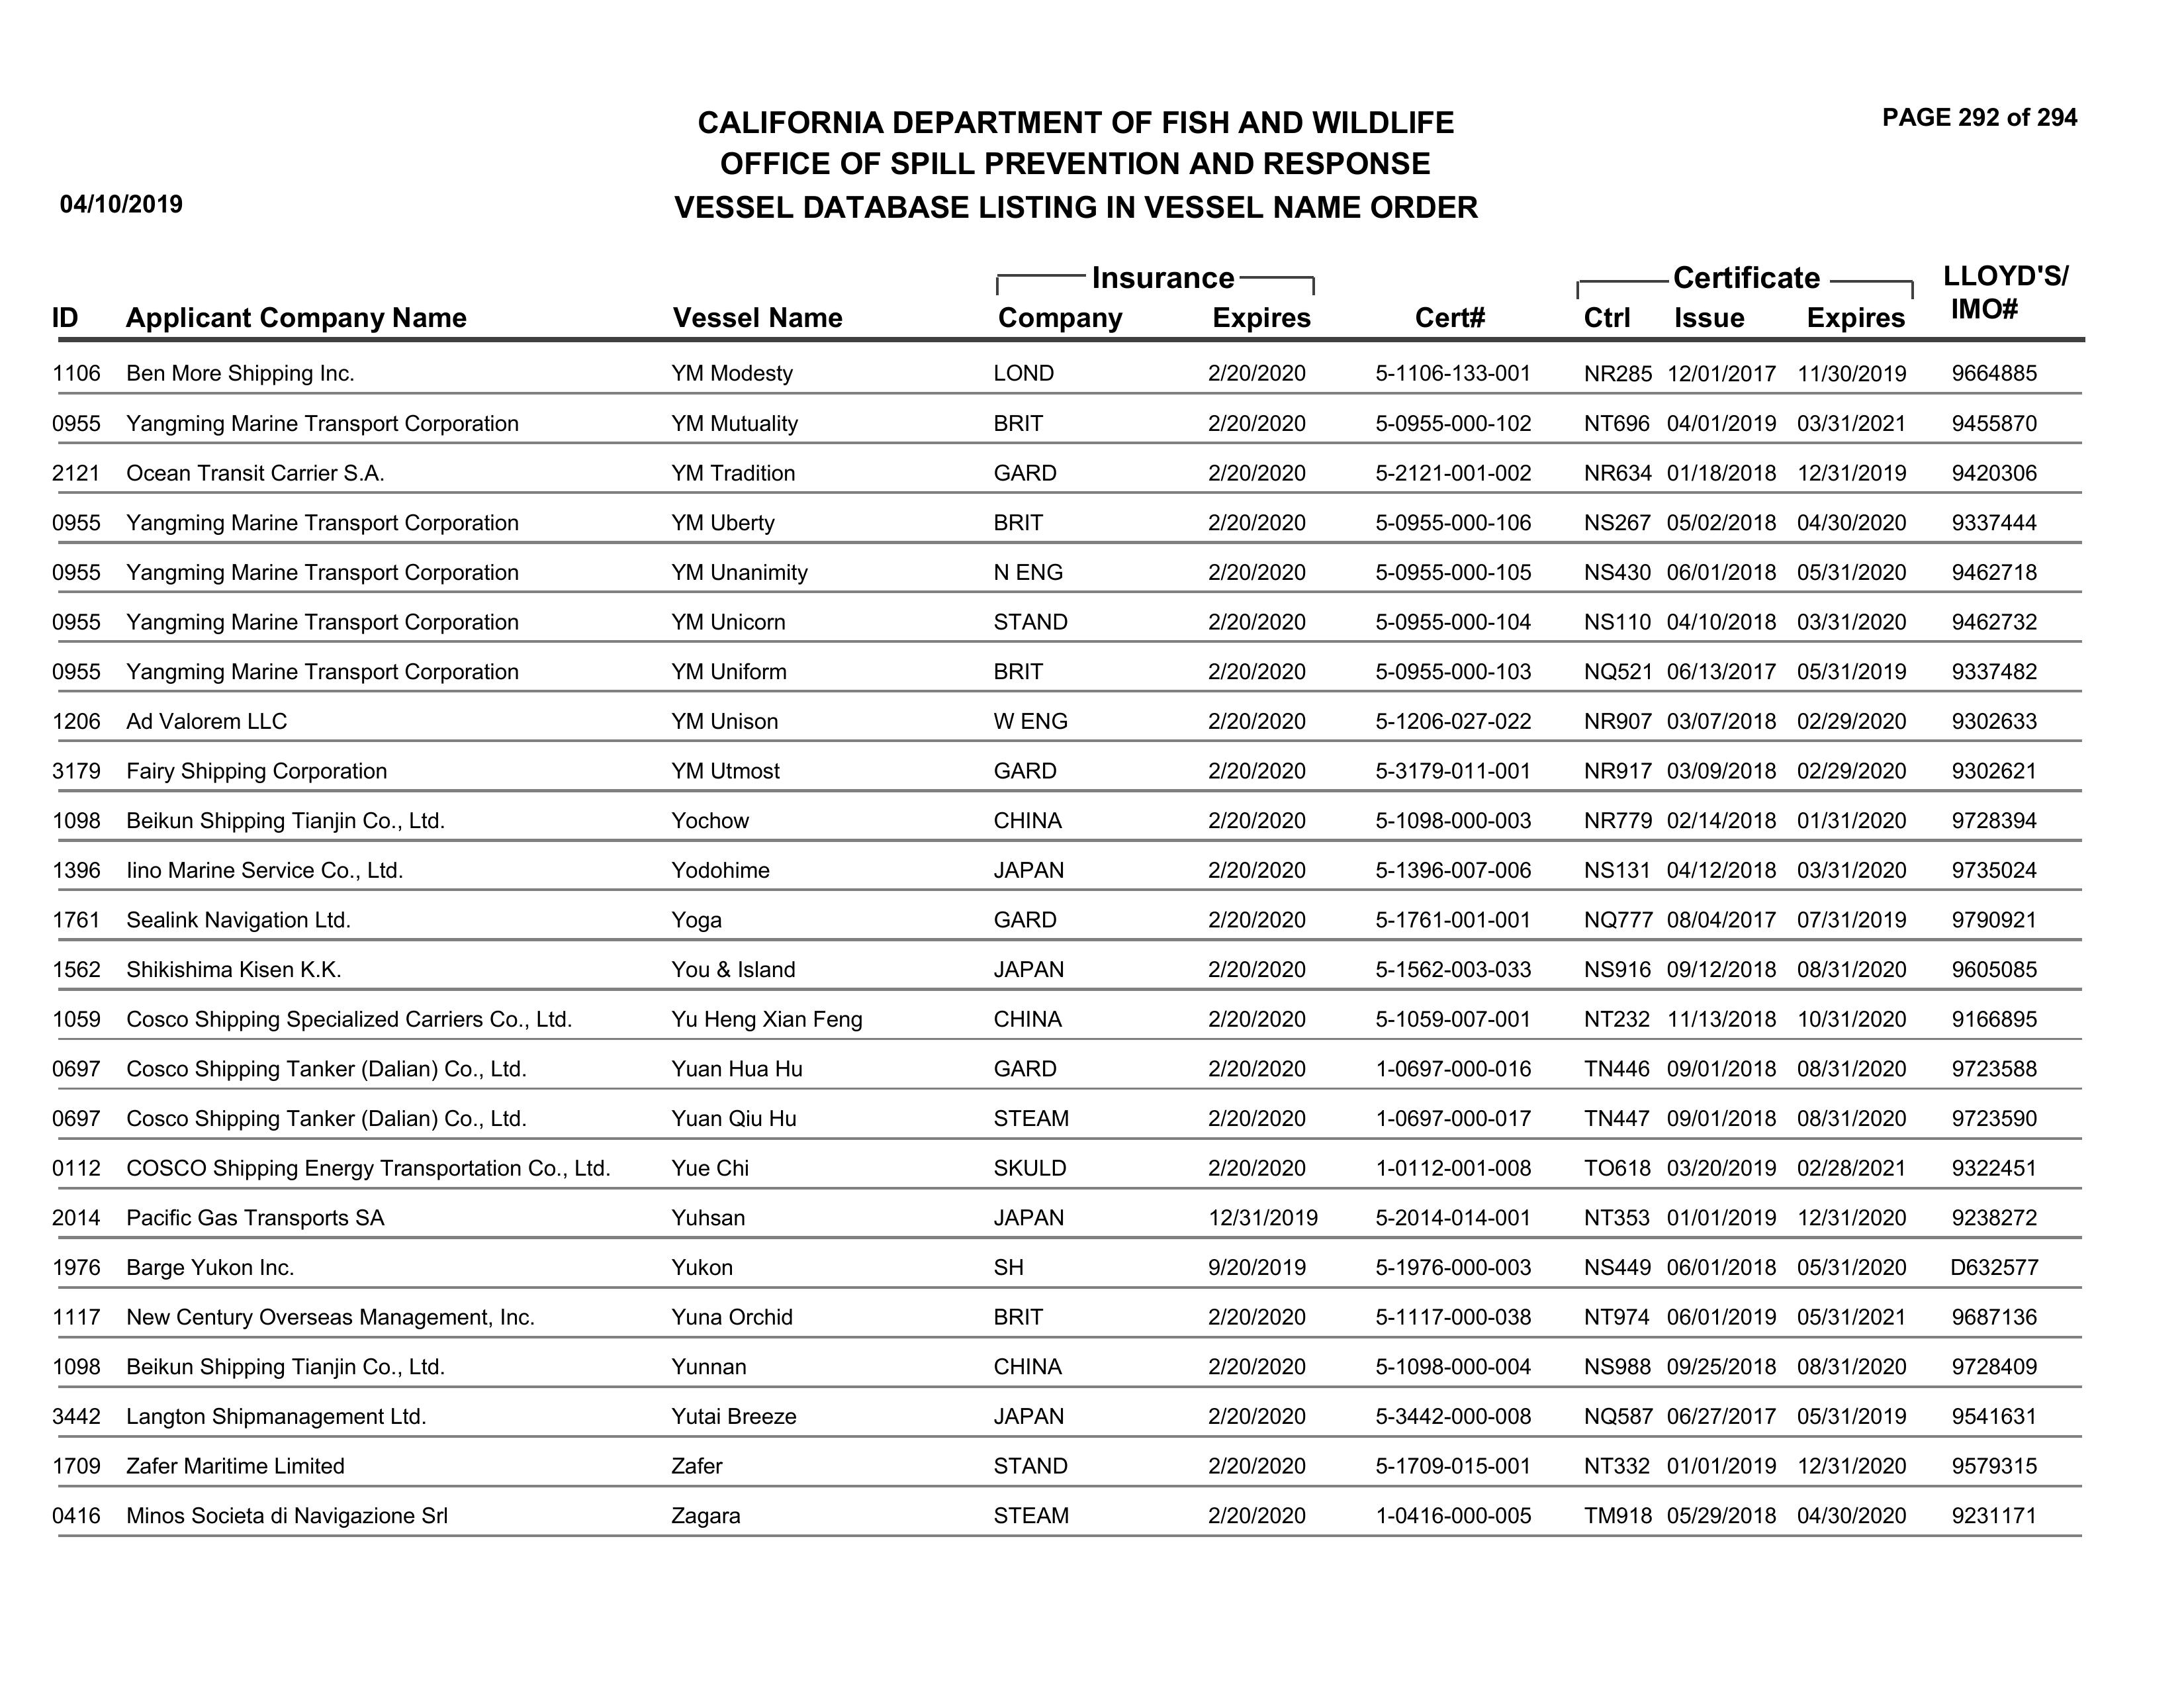 CALIFORNIA DEPARTMENT OF FISH AND WILDLIFE
PAGE 292 of 294
OFFICE OF SPILL PREVENTION AND RESPONSE
04/10/2019
VESSEL DATABASE LISTING IN VESSEL NAME ORDER
Insurance Certificate LLOYD'S/
ID Applicant Company Name Vessel Name Company Expires Cert# Ctrl Issue Expires IMO#
1106 Ben More Shipping Inc. YM Modesty LOND 2/20/2020 5-1106-133-001 NR285 12/01/2017 11/30/2019 9664885
0955 Yangming Marine Transport Corporation YM Mutuality BRIT 2/20/2020 5-0955-000-102 NT696 04/01/2019 03/31/2021 9455870
2121 Ocean Transit Carrier S.A. YM Tradition GARD 2/20/2020 5-2121-001-002 NR634 01/18/2018 12/31/2019 9420306
0955 Yangming Marine Transport Corporation YM Uberty BRIT 2/20/2020 5-0955-000-106 NS267 05/02/2018 04/30/2020 9337444
0955 Yangming Marine Transport Corporation YM Unanimity N ENG 2/20/2020 5-0955-000-105 NS430 06/01/2018 05/31/2020 9462718
0955 Yangming Marine Transport Corporation YM Unicorn STAND 2/20/2020 5-0955-000-104 NS110 04/10/2018 03/31/2020 9462732
0955 Yangming Marine Transport Corporation YM Uniform BRIT 2/20/2020 5-0955-000-103 NQ521 06/13/2017 05/31/2019 9337482
1206 Ad Valorem LLC YM Unison W ENG 2/20/2020 5-1206-027-022 NR907 03/07/2018 02/29/2020 9302633
3179 Fairy Shipping Corporation YM Utmost GARD 2/20/2020 5-3179-011-001 NR917 03/09/2018 02/29/2020 9302621
1098 Beikun Shipping Tianjin Co., Ltd. Yochow CHINA 2/20/2020 5-1098-000-003 NR779 02/14/2018 01/31/2020 9728394
1396 Iino Marine Service Co., Ltd. Yodohime JAPAN 2/20/2020 5-1396-007-006 NS131 04/12/2018 03/31/2020 9735024
1761 Sealink Navigation Ltd. Yoga GARD 2/20/2020 5-1761-001-001 NQ777 08/04/2017 07/31/2019 9790921
1562 Shikishima Kisen K.K. You & Island JAPAN 2/20/2020 5-1562-003-033 NS916 09/12/2018 08/31/2020 9605085
1059 Cosco Shipping Specialized Carriers Co., Ltd. Yu Heng Xian Feng CHINA 2/20/2020 5-1059-007-001 NT232 11/13/2018 10/31/2020 9166895
0697 Cosco Shipping Tanker (Dalian) Co., Ltd. Yuan Hua Hu GARD 2/20/2020 1-0697-000-016 TN446 09/01/2018 08/31/2020 9723588
0697 Cosco Shipping Tanker (Dalian) Co., Ltd. Yuan Qiu Hu STEAM 2/20/2020 1-0697-000-017 TN447 09/01/2018 08/31/2020 9723590
0112 COSCO Shipping Energy Transportation Co., Ltd. Yue Chi SKULD 2/20/2020 1-0112-001-008 TO618 03/20/2019 02/28/2021 9322451
2014 Pacific Gas Transports SA Yuhsan JAPAN 12/31/2019 5-2014-014-001 NT353 01/01/2019 12/31/2020 9238272
1976 Barge Yukon Inc. Yukon SH 9/20/2019 5-1976-000-003 NS449 06/01/2018 05/31/2020 D632577
1117 New Century Overseas Management, Inc. Yuna Orchid BRIT 2/20/2020 5-1117-000-038 NT974 06/01/2019 05/31/2021 9687136
1098 Beikun Shipping Tianjin Co., Ltd. Yunnan CHINA 2/20/2020 5-1098-000-004 NS988 09/25/2018 08/31/2020 9728409
3442 Langton Shipmanagement Ltd. Yutai Breeze JAPAN 2/20/2020 5-3442-000-008 NQ587 06/27/2017 05/31/2019 9541631
1709 Zafer Maritime Limited Zafer STAND 2/20/2020 5-1709-015-001 NT332 01/01/2019 12/31/2020 9579315
0416 Minos Societa di Navigazione Srl Zagara STEAM 2/20/2020 1-0416-000-005 TM918 05/29/2018 04/30/2020 9231171